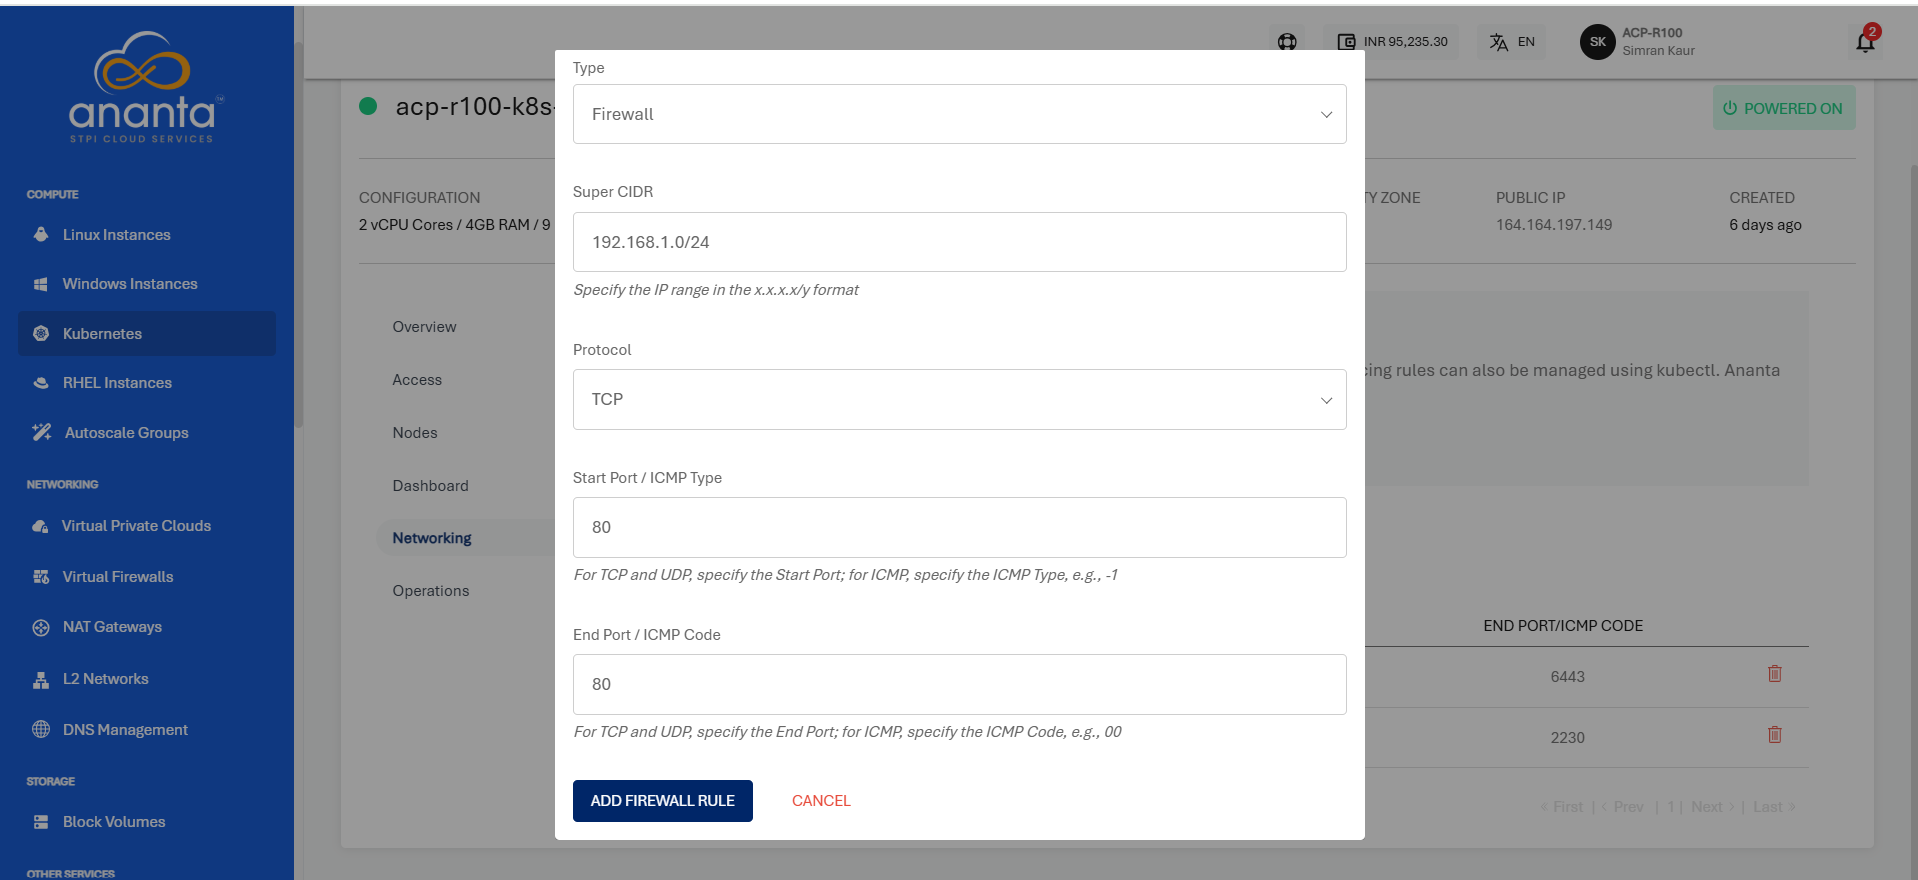 ananta
STPI CLOUD SERVICES
COMPUTE
Linux Instances
Windows Instances
Kubernetes
RHEL Instances
Autoscale Groups
NETWORKING
Virtual Private Clouds
Virtual Firewalls
NAT Gateways
L2 Networks
DNS Management
STORAGE
Block Volumes
OTHER SERVICES
INR 95,235.30
EN
SK
ACP-R100
Simran Kaur
2
acp-r100-k8s-
POWERED ON
CONFIGURATION
2 vCPU Cores / 4GB RAM / 9
TY ZONE
PUBLIC IP
164.164.197.149
CREATED
6 days ago
Overview
Access
Nodes
Dashboard
Networking
Operations
cing rules can also be managed using kubectl. Ananta
END PORT/ICMP CODE
6443
2230
« First | ‹ Prev | 1 | Next › | Last »
Type
Firewall
Super CIDR
192.168.1.0/24
Specify the IP range in the x.x.x.x/y format
Protocol
TCP
Start Port / ICMP Type
80
For TCP and UDP, specify the Start Port; for ICMP, specify the ICMP Type, e.g., -1
End Port / ICMP Code
80
For TCP and UDP, specify the End Port; for ICMP, specify the ICMP Code, e.g., 00
ADD FIREWALL RULE
CANCEL